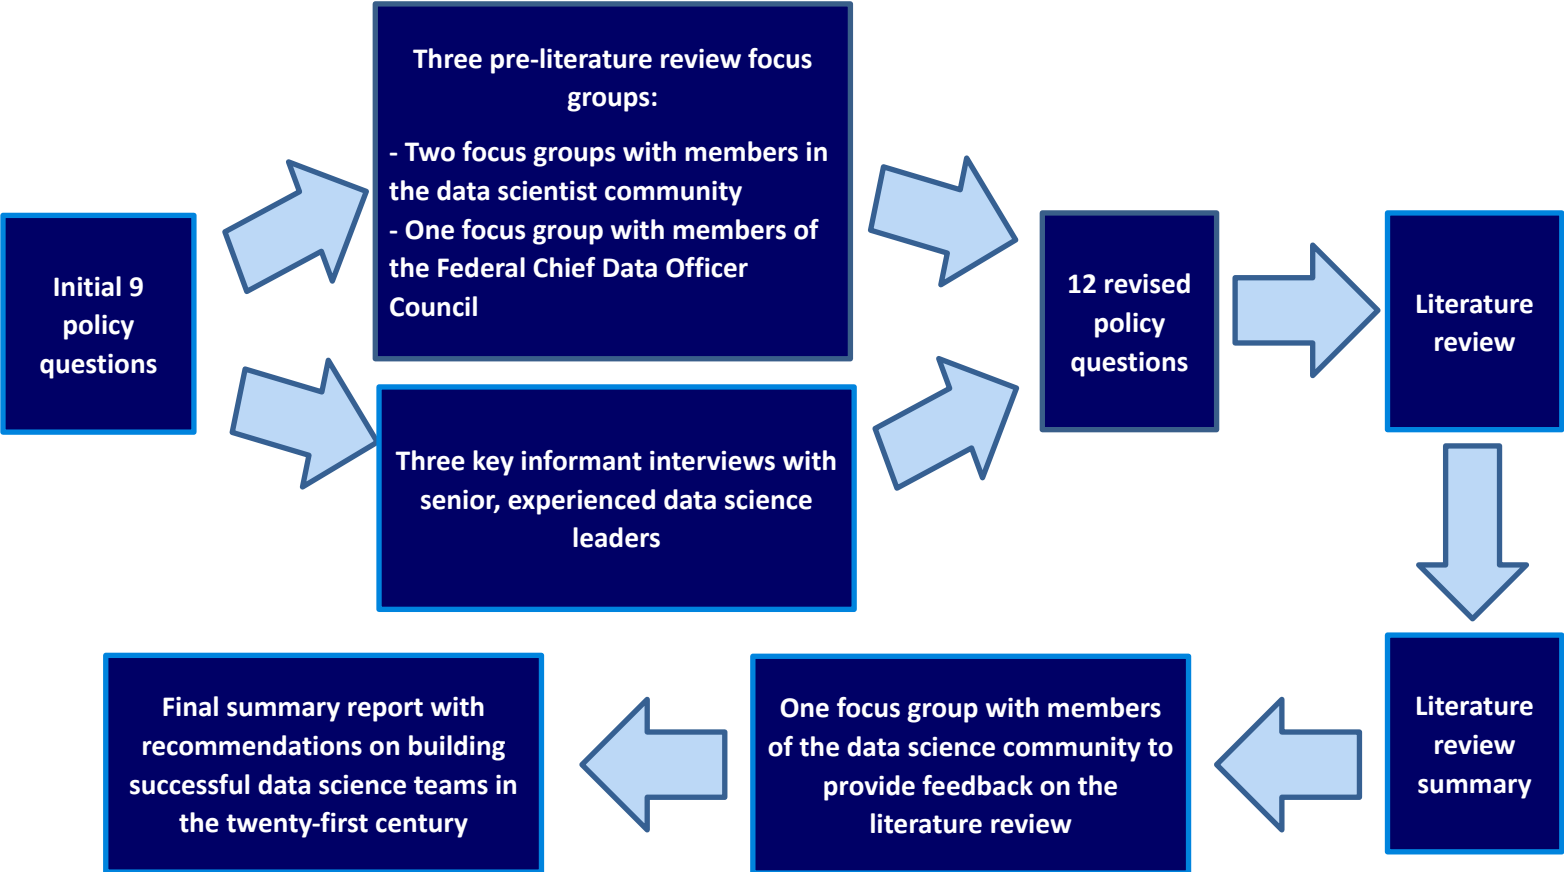 Initial 9
policy
questions
Three pre-literature review focus
groups:
- Two focus groups with members in
the data scientist community
- One focus group with members of
the Federal Chief Data Officer
Council
Three key informant interviews with
senior, experienced data science
leaders
12 revised
policy
questions
Literature
review
Literature
review
summary
One focus group with members
of the data science community to
provide feedback on the
literature review
Final summary report with
recommendations on building
successful data science teams in
the twenty-first century